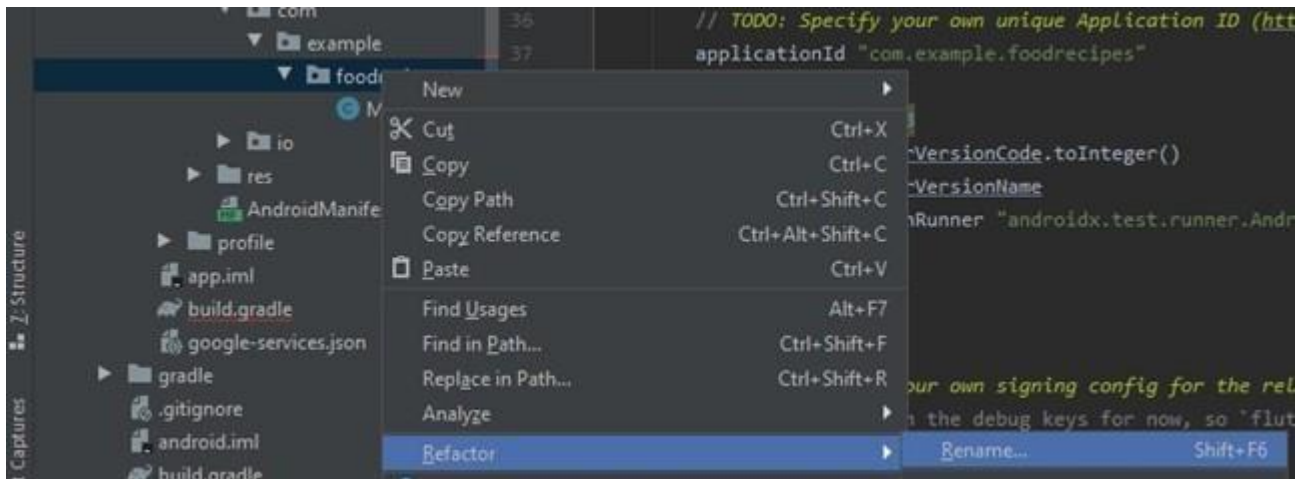 com
example
foodr
M
io
res
AndroidManife
profile
app.iml
build.gradle
google-services.json
gradle
.gitignore
android.iml
build.gradle
Z: Structure
Captures
36
37
// TODO: Specify your own unique Application ID (htt
applicationId "com.example.foodrecipes"
rVersionCode.toInteger()
rVersionName
nRunner "androidx.test.runner.Andr
our own signing config for the rel
n the debug keys for now, so `flut
New
Cut Ctrl+X
Copy Ctrl+C
Copy Path Ctrl+Shift+C
Copy Reference Ctrl+Alt+Shift+C
Paste Ctrl+V
Find Usages Alt+F7
Find in Path... Ctrl+Shift+F
Replace in Path... Ctrl+Shift+R
Analyze
Refactor
Rename... Shift+F6